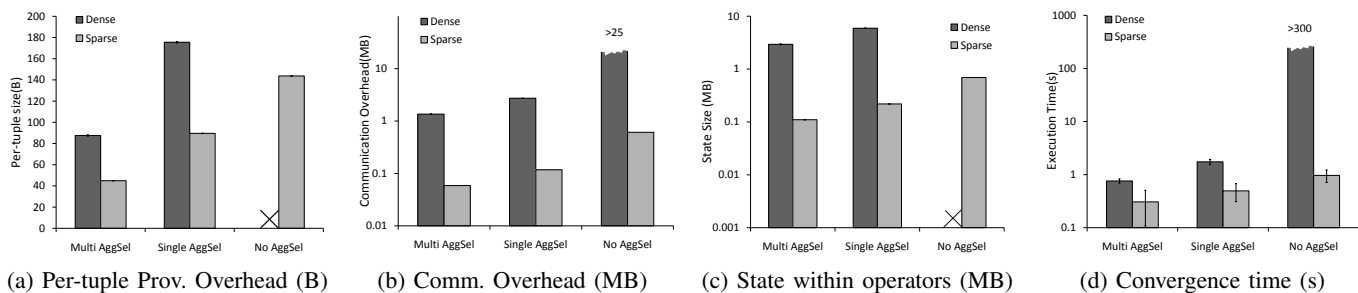 Per-tuple size(B)
200
180
160
140
120
100
80
60
40
20
0
Dense
Sparse
Multi AggSel
Single AggSel
No AggSel
(a) Per-tuple Prov. Overhead (B)
Communication Overhead(MB)
10
1
0.1
0.01
Dense
Sparse
>25
Multi AggSel
Single AggSel
No AggSel
(b) Comm. Overhead (MB)
State Size (MB)
10
1
0.1
0.01
0.001
Dense
Sparse
Multi AggSel
Single AggSel
No AggSel
(c) State within operators (MB)
Execution Time(s)
1000
100
10
1
0.1
Dense
Sparse
>300
Multi AggSel
Single AggSel
No AggSel
(d) Convergence time (s)